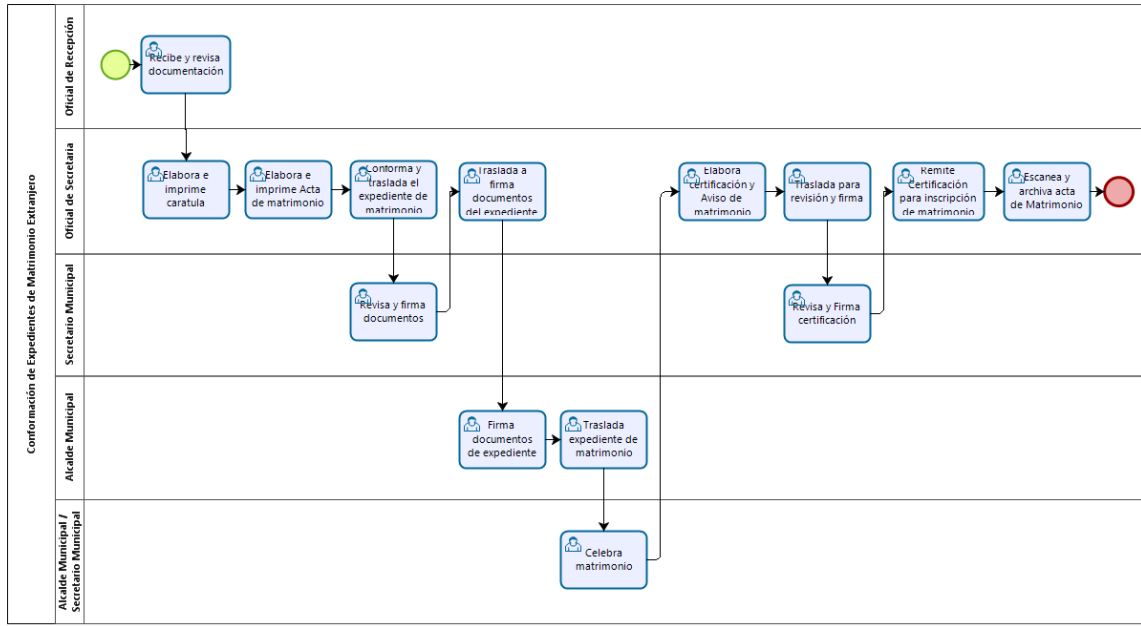 Conformación de Expedientes de Matrimonio Extranjero
Oficial de Recepción
Recibe y revisa
documentación
Oficial de Secretaria
Elabora e
imprime
caratula
Elabora e
imprime Acta
de matrimonio
Conforma y
traslada el
expediente de
matrimonio
Traslada a
firma
documentos
del expediente
Elabora
certificación y
Aviso de
matrimonio
Traslada para
revisión y firma
Remite
Certificación
para inscripción
de matrimonio
Escanea y
archiva acta
de Matrimonio
Secretario Municipal
Revisa y firma
documentos
Revisa y Firma
certificación
Alcalde Municipal
Firma
documentos
de expediente
Traslada
expediente de
matrimonio
Alcalde Municipal /
Secretario Municipal
Celebra
matrimonio